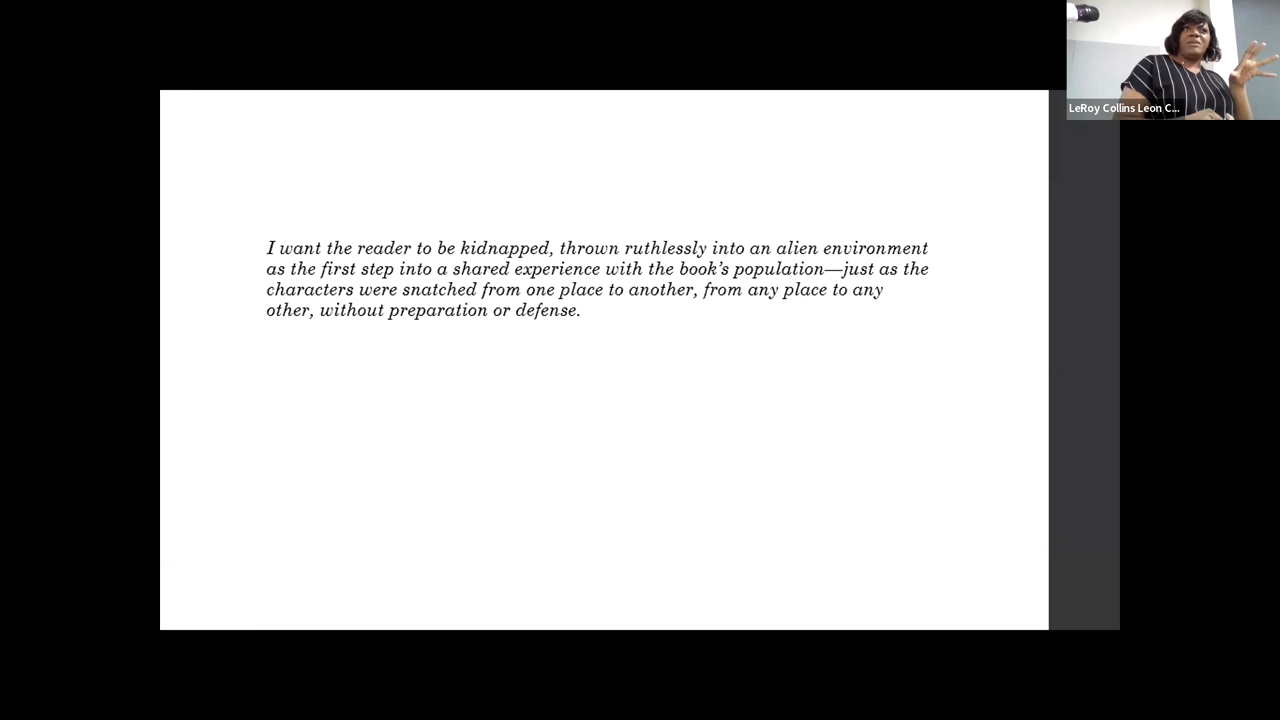 LeRoy Collins Leon C...
I want the reader to be kidnapped, thrown ruthlessly into an alien environment
as the first step into a shared experience with the book’s population—just as the
characters were snatched from one place to another, from any place to any
other, without preparation or defense.